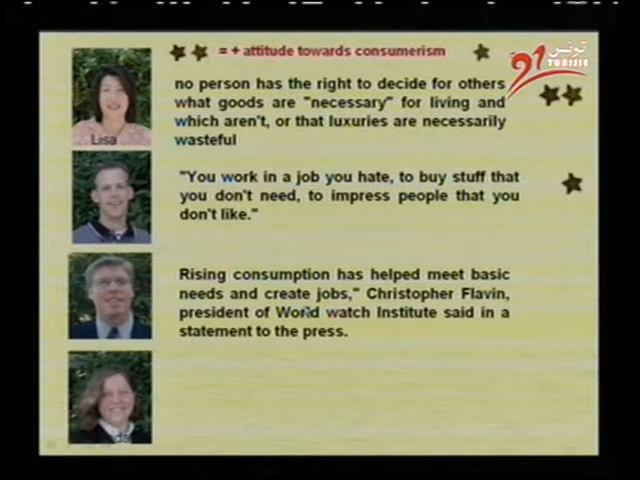 = + attitude towards consumerism
تونس
21
TUNISIE
no person has the right to decide for others
what goods are "necessary" for living and
which aren't, or that luxuries are necessarily
wasteful
Lisa
"You work in a job you hate, to buy stuff that
you don't need, to impress people that you
don't like."
Rising consumption has helped meet basic
needs and create jobs," Christopher Flavin,
president of World watch Institute said in a
statement to the press.